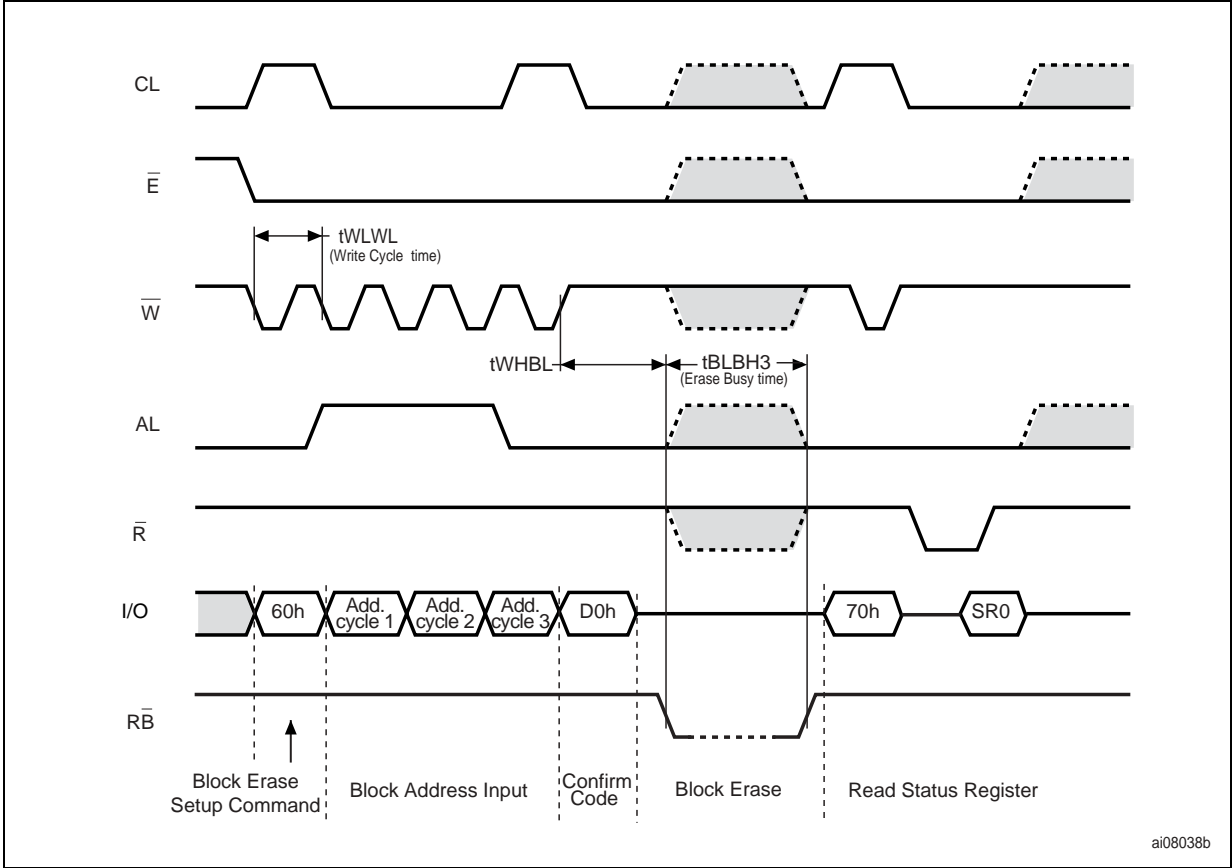 CL
E̅
tWLWL
(Write Cycle time)
W̅
tWHBL
tBLBH3
(Erase Busy time)
AL
R̅
I/O
60h
Add.
cycle 1
Add.
cycle 2
Add.
cycle 3
D0h
70h
SR0
RB̅
Block Erase
Setup Command
Block Address Input
Confirm
Code
Block Erase
Read Status Register
ai08038b